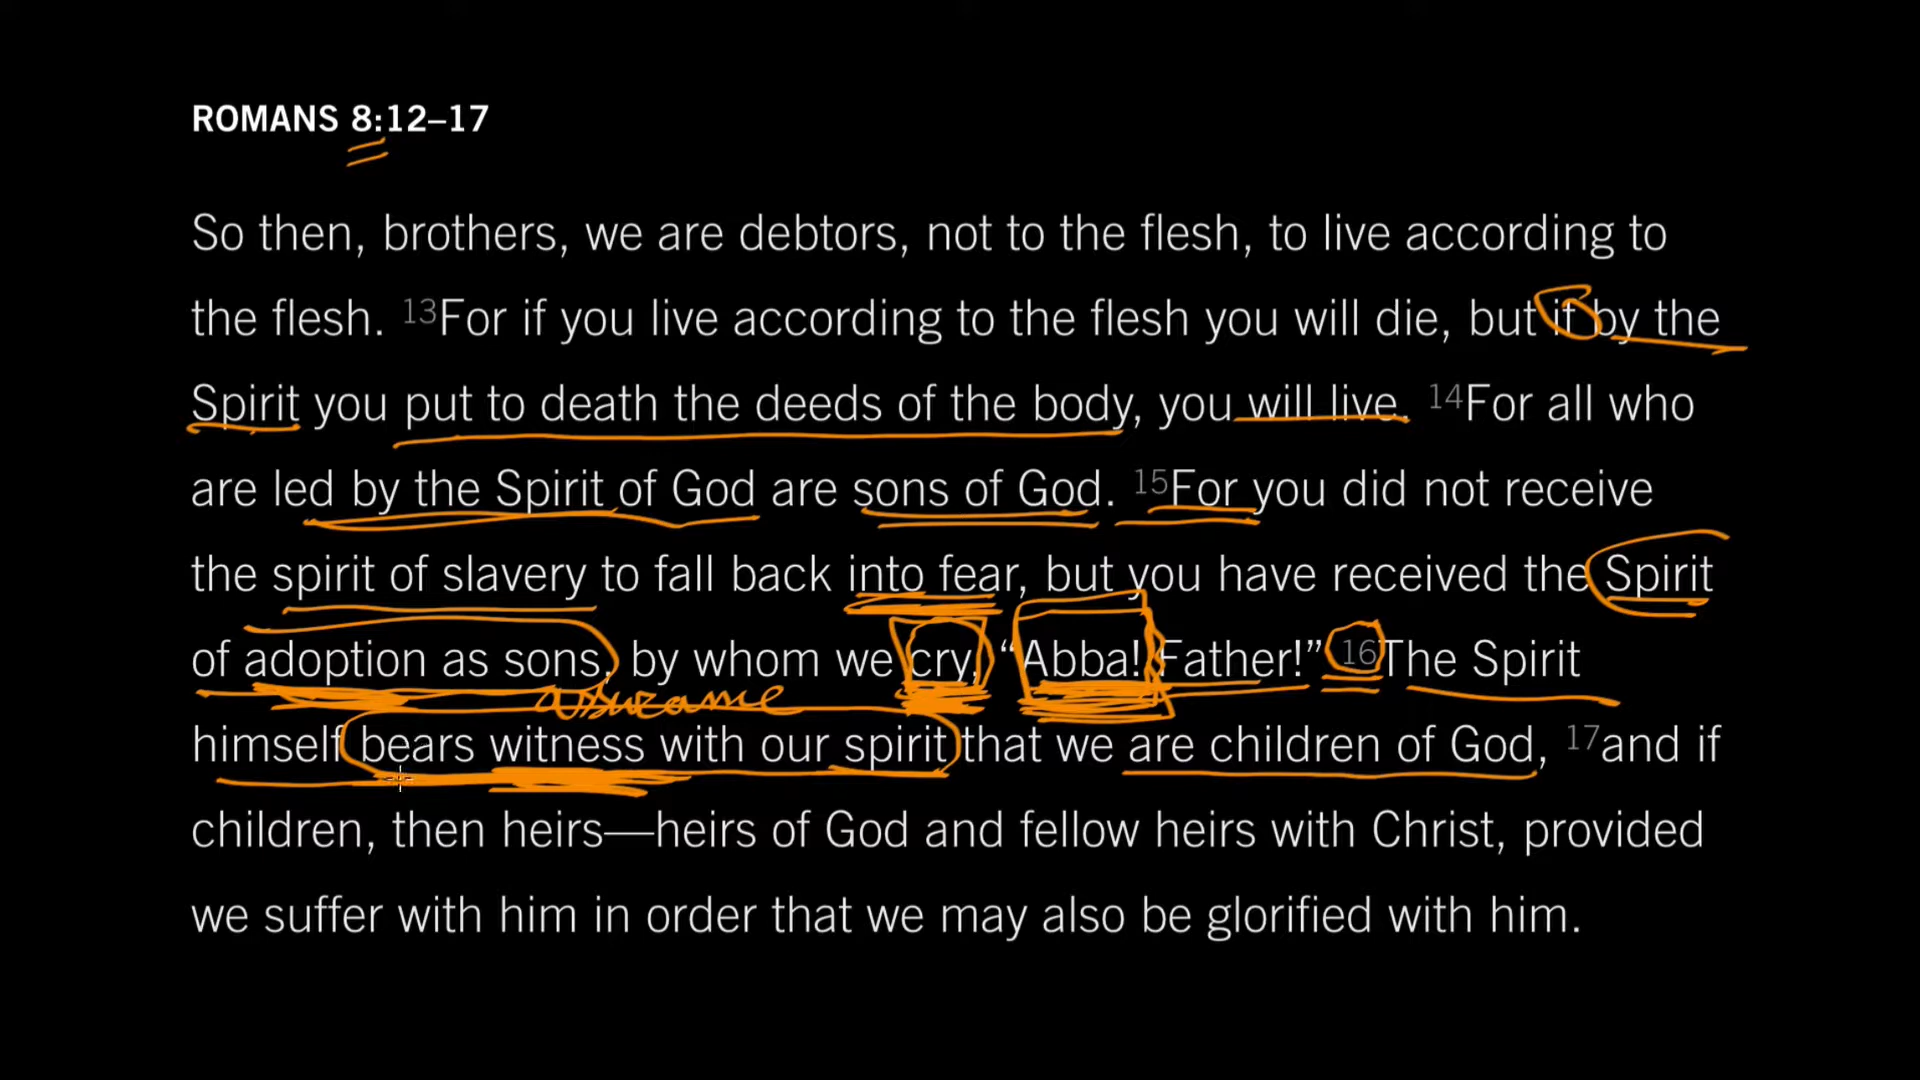 ROMANS 8:12–17
So then, brothers, we are debtors, not to the flesh, to live according to
the flesh. 13For if you live according to the flesh you will die, but if by the
Spirit you put to death the deeds of the body, you will live. 14For all who
are led by the Spirit of God are sons of God. 15For you did not receive
the spirit of slavery to fall back into fear, but you have received the Spirit
of adoption as sons, by whom we cry, “Abba! Father!” 16The Spirit
assurance
himself bears witness with our spirit that we are children of God, 17and if
children, then heirs—heirs of God and fellow heirs with Christ, provided
we suffer with him in order that we may also be glorified with him.